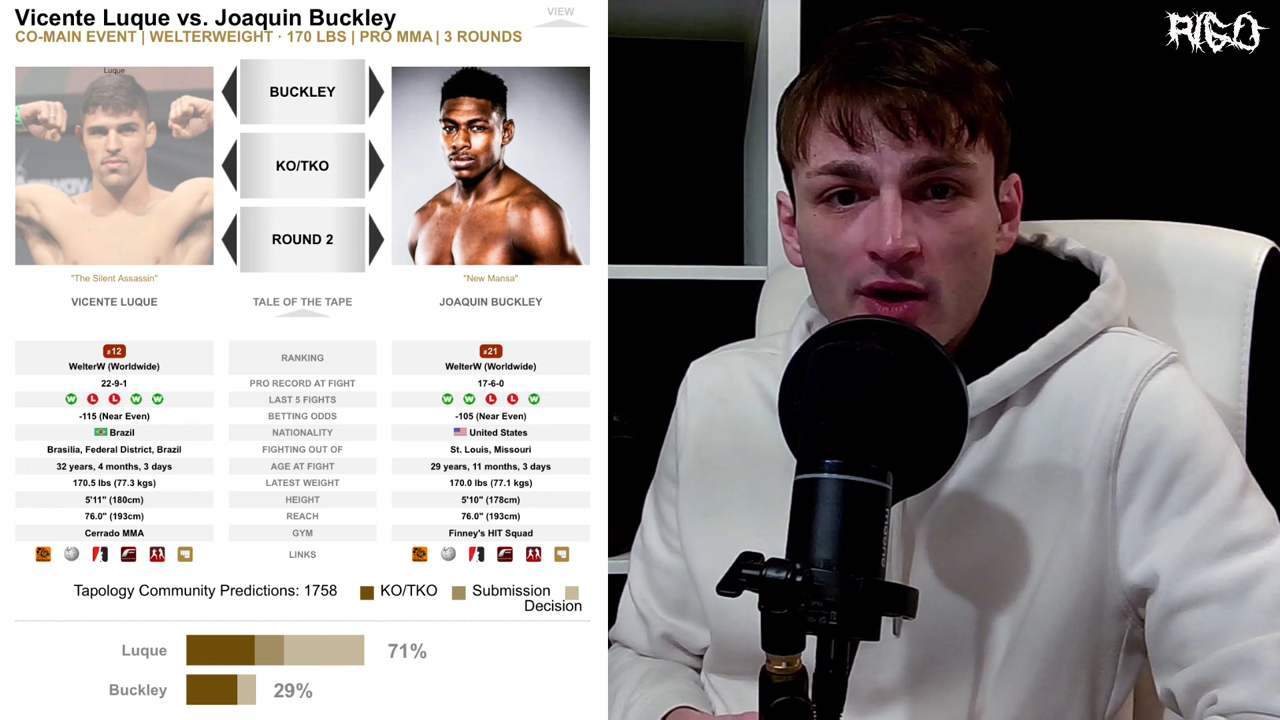 Vicente Luque vs. Joaquin Buckley
VIEW
CO-MAIN EVENT | WELTERWEIGHT · 170 LBS | PRO MMA | 3 ROUNDS
RIGO
Luque
BUCKLEY
KO/TKO
ROUND 2
"The Silent Assassin"
"New Mansa"
VICENTE LUQUE
TALE OF THE TAPE
JOAQUIN BUCKLEY
#12
WelterW (Worldwide)
RANKING
#21
WelterW (Worldwide)
22-9-1
PRO RECORD AT FIGHT
17-6-0
W L L W W
LAST 5 FIGHTS
W W L L W
-115 (Near Even)
BETTING ODDS
-105 (Near Even)
Brazil
NATIONALITY
United States
Brasilia, Federal District, Brazil
FIGHTING OUT OF
St. Louis, Missouri
32 years, 4 months, 3 days
AGE AT FIGHT
29 years, 11 months, 3 days
170.5 lbs (77.3 kgs)
LATEST WEIGHT
170.0 lbs (77.1 kgs)
5'11" (180cm)
HEIGHT
5'10" (178cm)
76.0" (193cm)
REACH
76.0" (193cm)
Cerrado MMA
GYM
Finney's HIT Squad
LINKS
Tapology Community Predictions: 1758
KO/TKO
Submission
Decision
Luque
71%
Buckley
29%